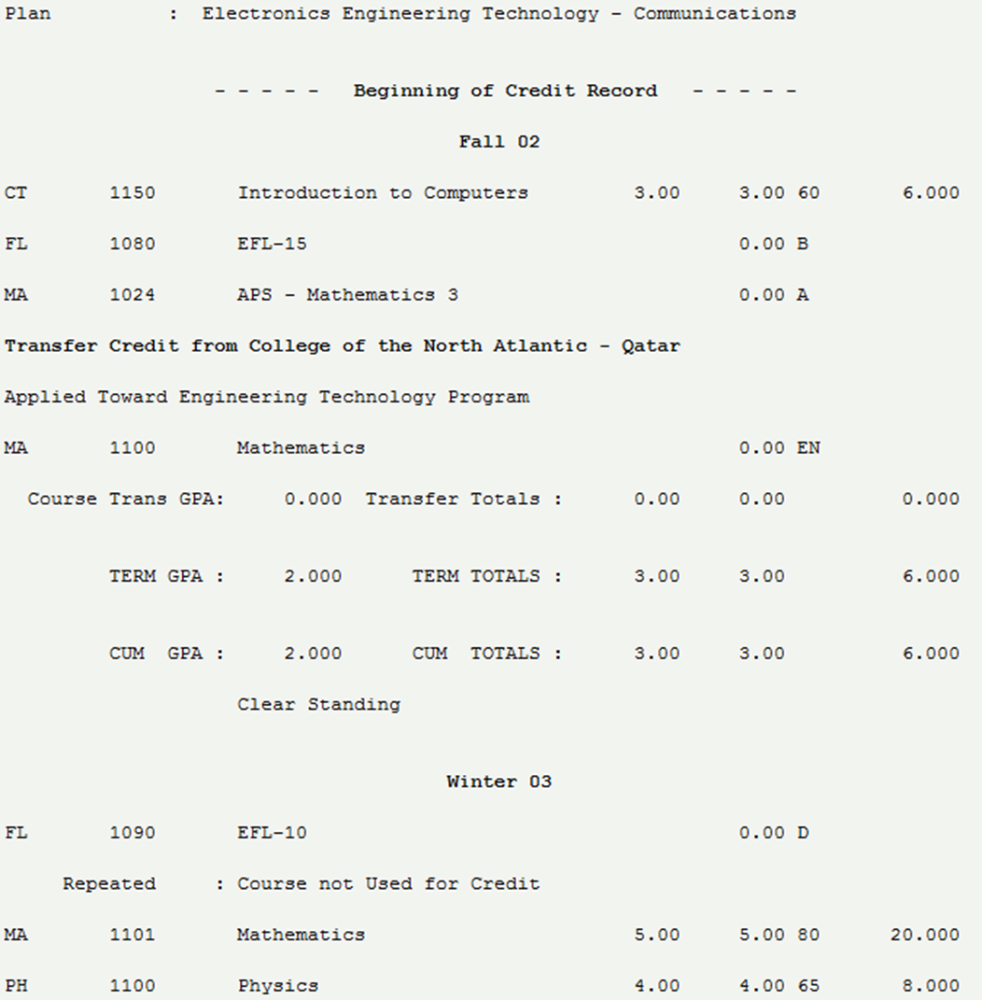 Plan : Electronics Engineering Technology - Communications
- - - - - Beginning of Credit Record - - - - -
Fall 02
CT 1150 Introduction to Computers 3.00 3.00 60 6.000
FL 1080 EFL-15 0.00 B
MA 1024 APS - Mathematics 3 0.00 A
Transfer Credit from College of the North Atlantic - Qatar
Applied Toward Engineering Technology Program
MA 1100 Mathematics 0.00 EN
Course Trans GPA: 0.000 Transfer Totals : 0.00 0.00 0.000
TERM GPA : 2.000 TERM TOTALS : 3.00 3.00 6.000
CUM GPA : 2.000 CUM TOTALS : 3.00 3.00 6.000
Clear Standing
Winter 03
FL 1090 EFL-10 0.00 D
Repeated : Course not Used for Credit
MA 1101 Mathematics 5.00 5.00 80 20.000
PH 1100 Physics 4.00 4.00 65 8.000